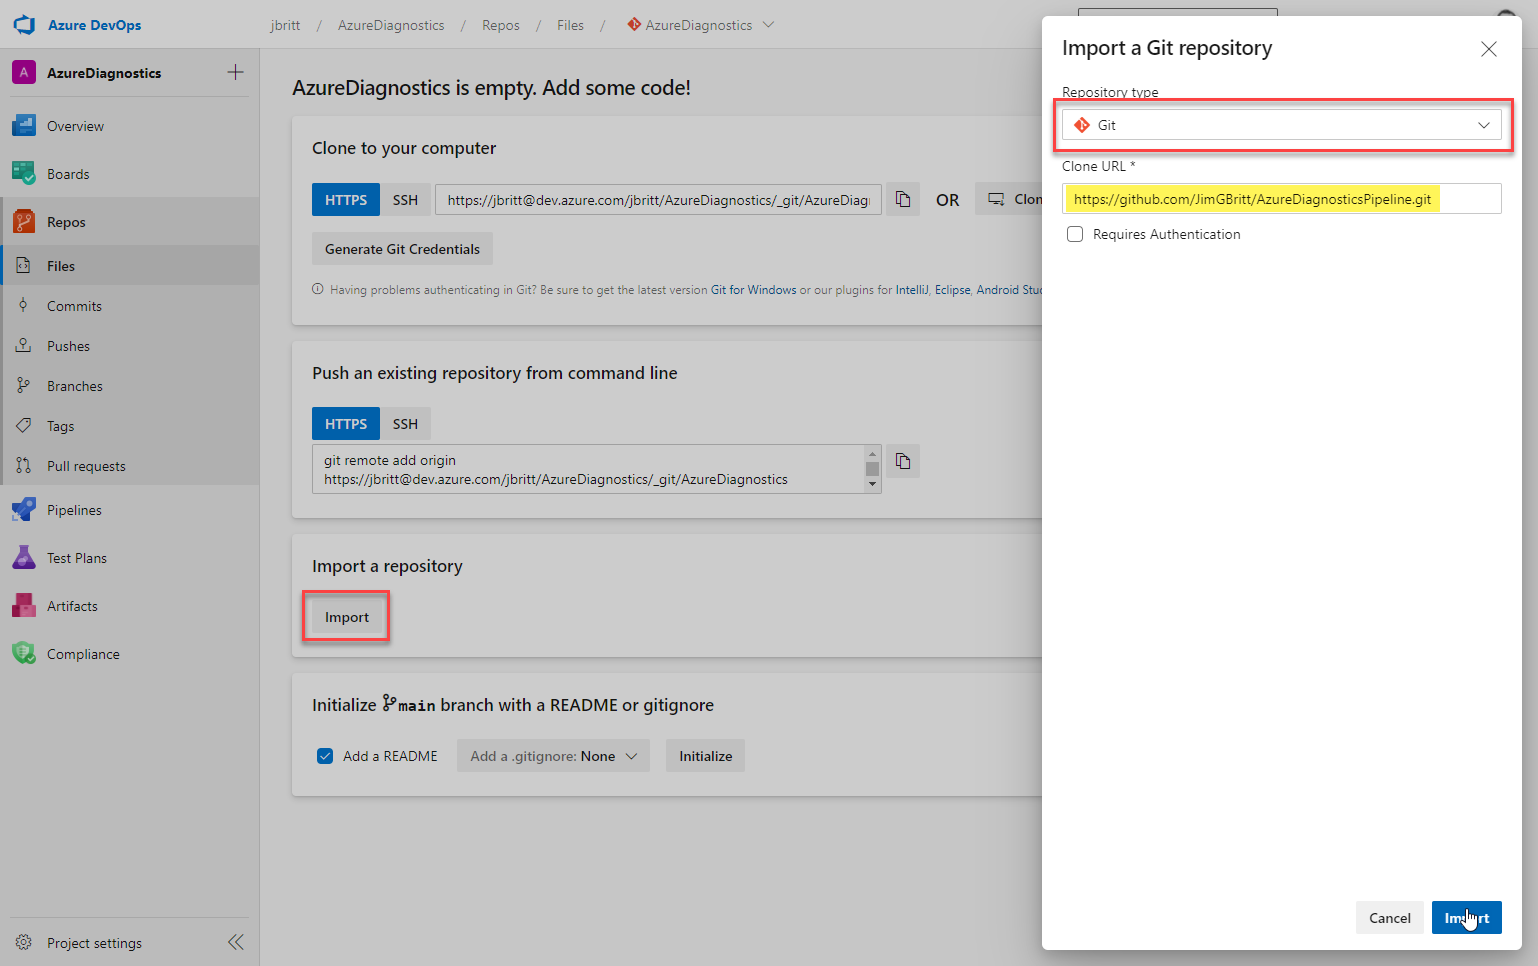 Azure DevOps
jbritt / AzureDiagnostics / Repos / Files / AzureDiagnostics
A AzureDiagnostics
Overview
Boards
Repos
Files
Commits
Pushes
Branches
Tags
Pull requests
Pipelines
Test Plans
Artifacts
Compliance
Project settings
AzureDiagnostics is empty. Add some code!
Clone to your computer
HTTPS SSH https://jbritt@dev.azure.com/jbritt/AzureDiagnostics/_git/AzureDiag OR Clon
Generate Git Credentials
Having problems authenticating in Git? Be sure to get the latest version Git for Windows or our plugins for IntelliJ, Eclipse, Android Stu
Push an existing repository from command line
HTTPS SSH
git remote add origin
https://jbritt@dev.azure.com/jbritt/AzureDiagnostics/_git/AzureDiagnostics
Import a repository
Import
Initialize main branch with a README or gitignore
Add a README Add a .gitignore: None Initialize
Import a Git repository
Repository type
Git
Clone URL *
https://github.com/JimGBritt/AzureDiagnosticsPipeline.git
Requires Authentication
Cancel Import